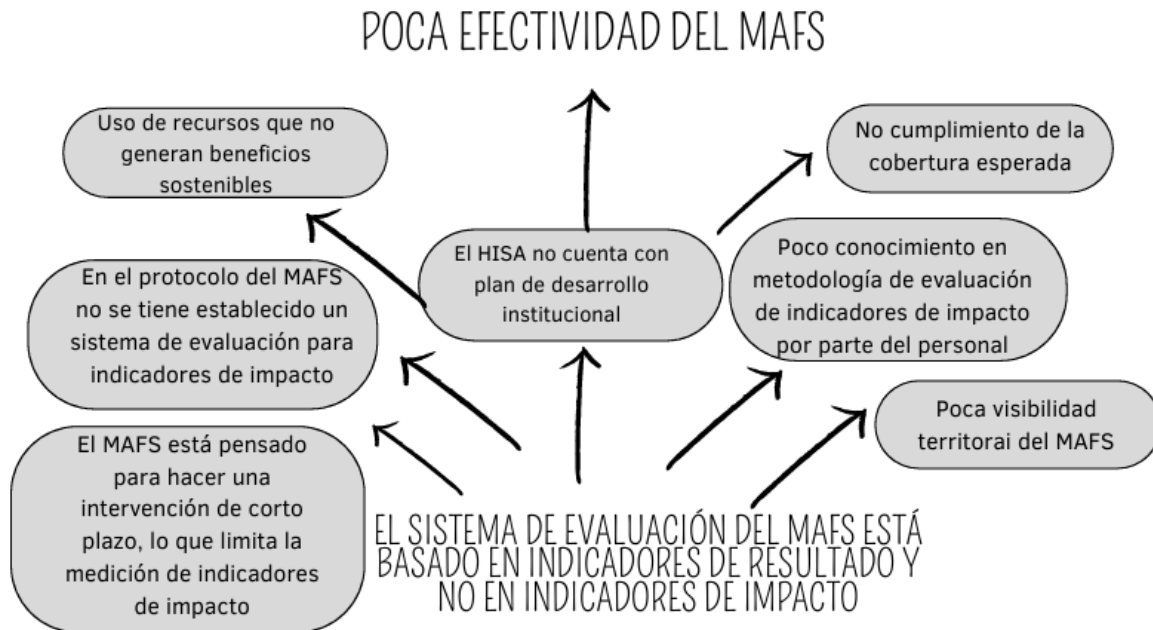 POCA EFECTIVIDAD DEL MAFS
Uso de recursos que no
generan beneficios
sostenibles
No cumplimiento de la
cobertura esperada
El HISA no cuenta con
plan de desarrollo
institucional
Poco conocimiento en
metodología de evaluación
de indicadores de impacto
por parte del personal
En el protocolo del MAFS
no se tiene establecido un
sistema de evaluación para
indicadores de impacto
Poca visibilidad
territorai del MAFS
El MAFS está pensado
para hacer una
intervención de corto
plazo, lo que limita la
medición de indicadores
de impacto
EL SISTEMA DE EVALUACIÓN DEL MAFS ESTÁ
BASADO EN INDICADORES DE RESULTADO Y
NO EN INDICADORES DE IMPACTO